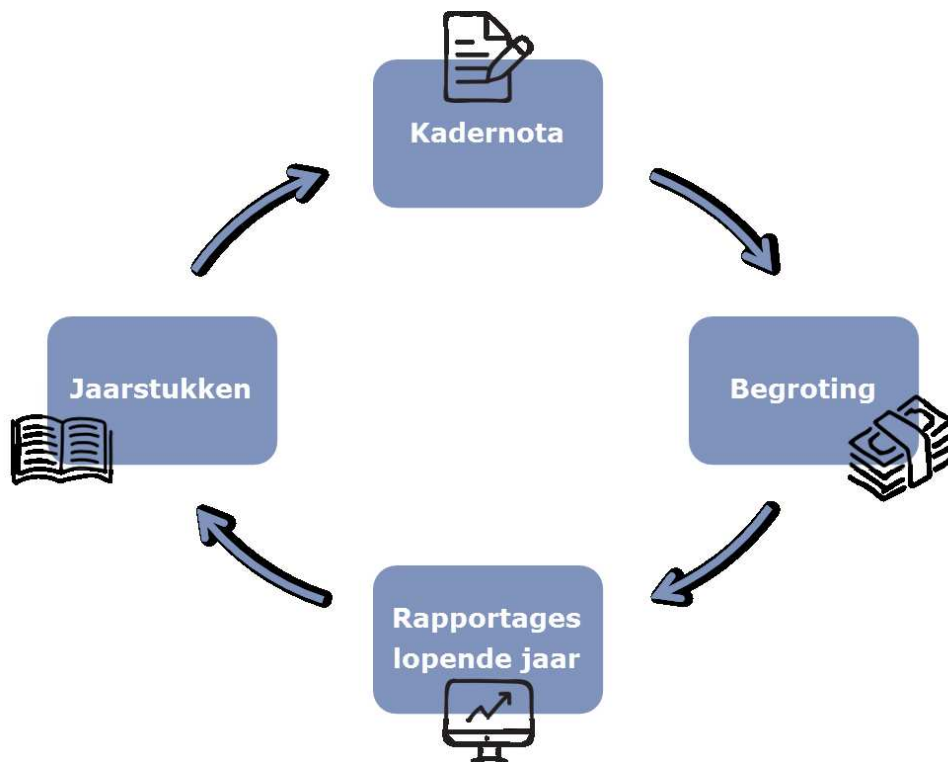 Kadernota
Jaarstukken
Begroting
Rapportages
lopende jaar